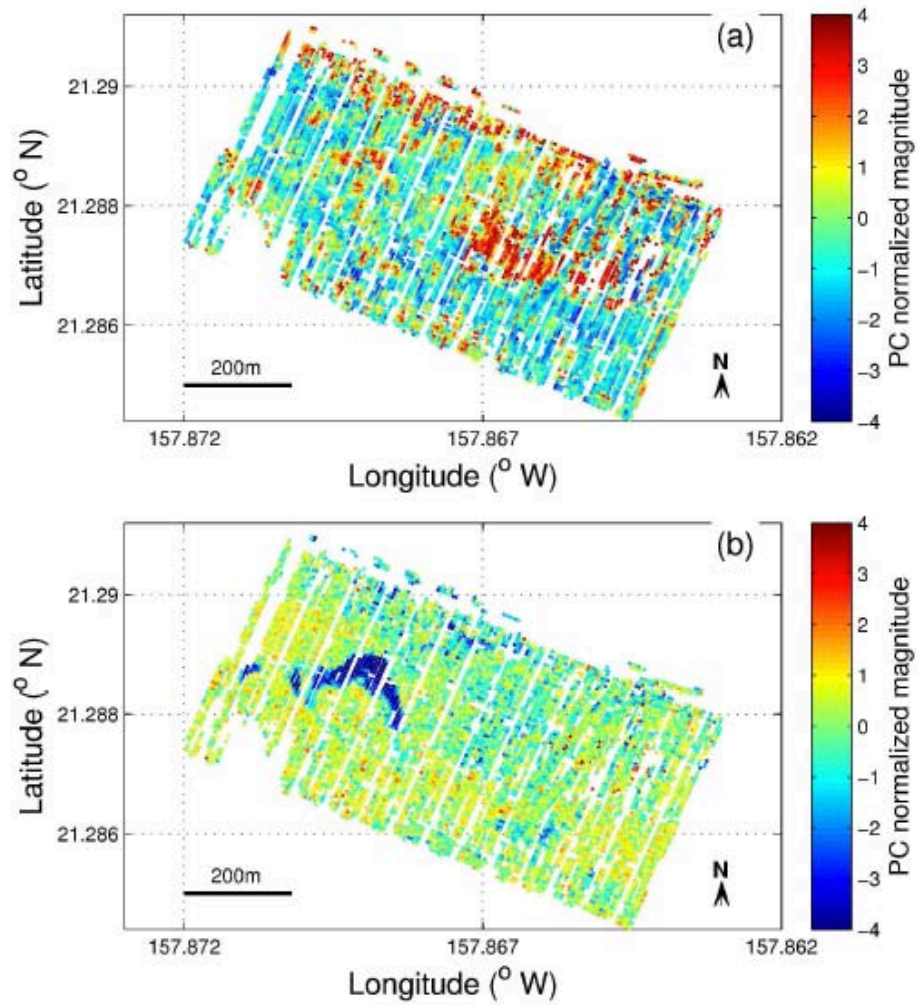 (a)
21.29
21.288
21.286
Latitude (° N)
200m
N
157.872
157.867
157.862
Longitude (° W)
4
3
2
1
0
−1
−2
−3
−4
PC normalized magnitude
(b)
21.29
21.288
21.286
Latitude (° N)
200m
N
157.872
157.867
157.862
Longitude (° W)
4
3
2
1
0
−1
−2
−3
−4
PC normalized magnitude